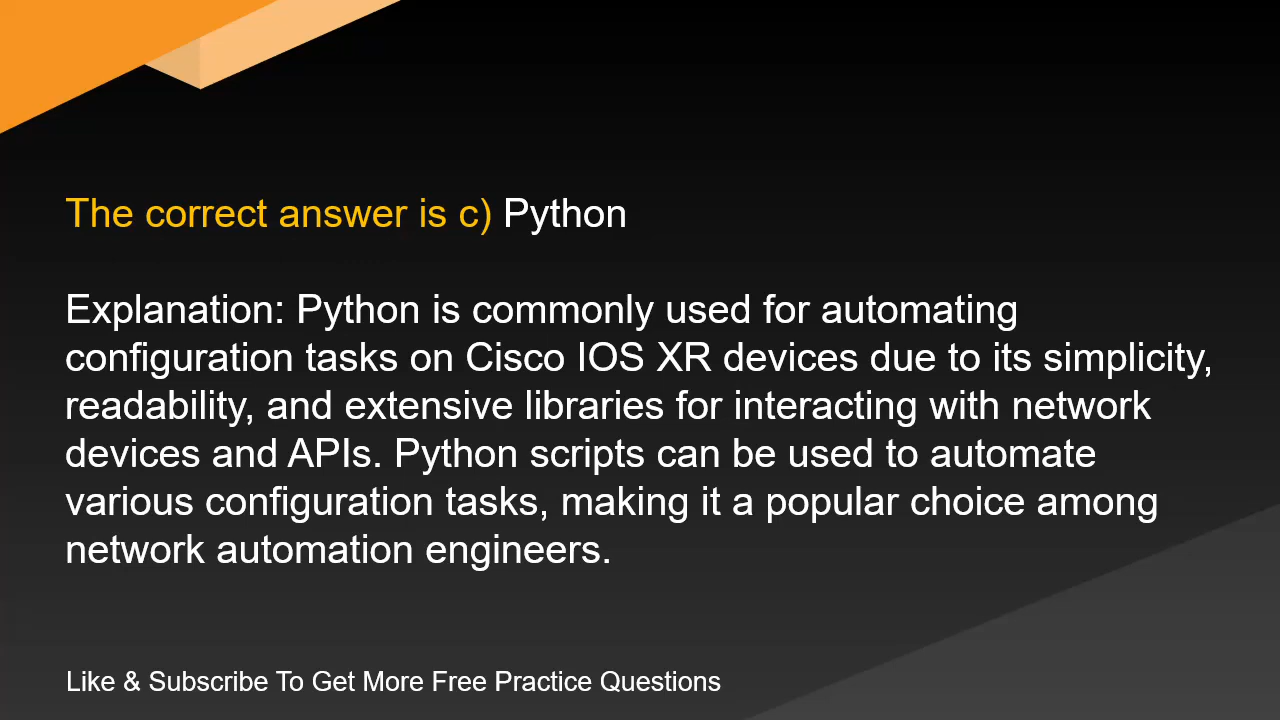 The correct answer is c) Python
Explanation: Python is commonly used for automating
configuration tasks on Cisco IOS XR devices due to its simplicity,
readability, and extensive libraries for interacting with network
devices and APIs. Python scripts can be used to automate
various configuration tasks, making it a popular choice among
network automation engineers.
Like & Subscribe To Get More Free Practice Questions